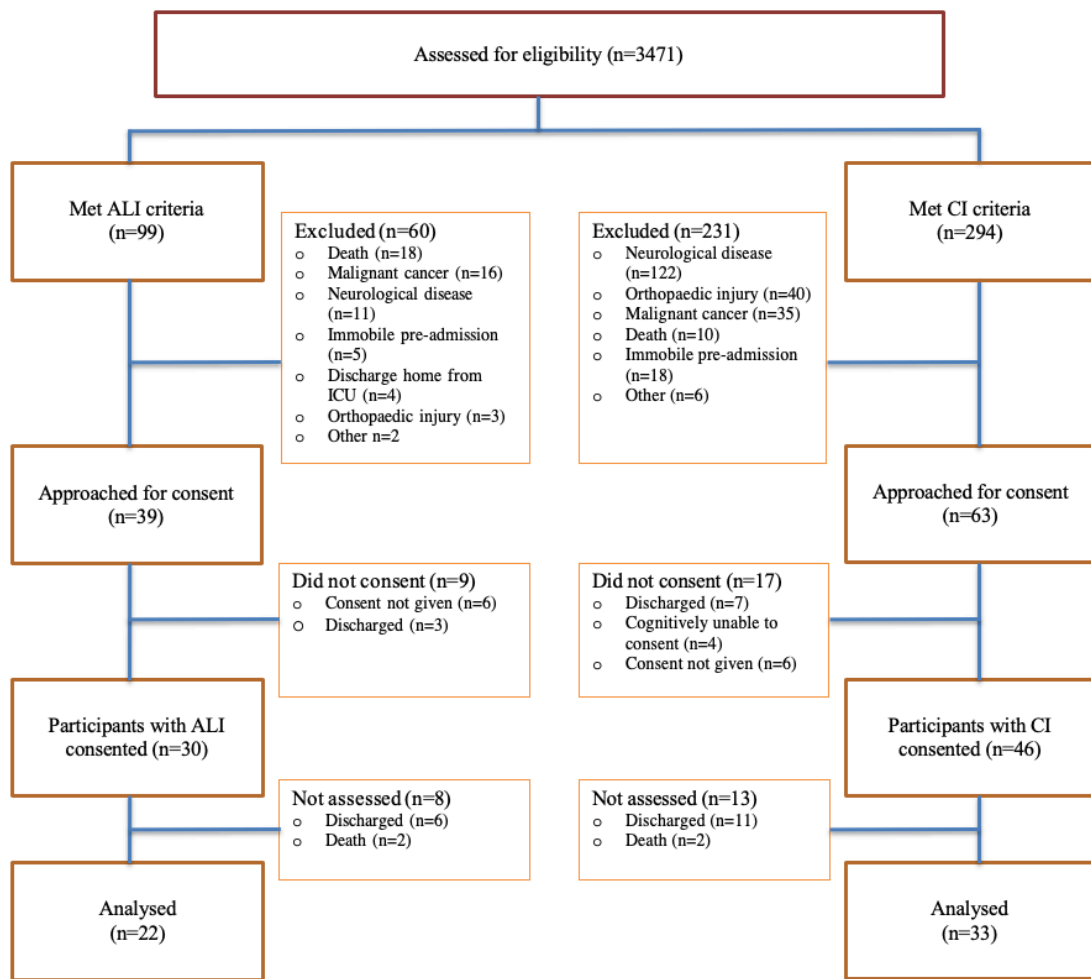 Assessed for eligibility (n=3471)
Met ALI criteria
(n=99)
Excluded (n=60)
o Death (n=18)
o Malignant cancer (n=16)
o Neurological disease
(n=11)
o Immobile pre-admission
(n=5)
o Discharge home from
ICU (n=4)
o Orthopaedic injury (n=3)
o Other n=2
Excluded (n=231)
o Neurological disease
(n=122)
o Orthopaedic injury (n=40)
o Malignant cancer (n=35)
o Death (n=10)
o Immobile pre-admission
(n=18)
o Other (n=6)
Met CI criteria
(n=294)
Approached for consent
(n=39)
Approached for consent
(n=63)
Did not consent (n=9)
o Consent not given (n=6)
o Discharged (n=3)
Did not consent (n=17)
o Discharged (n=7)
o Cognitively unable to
consent (n=4)
o Consent not given (n=6)
Participants with ALI
consented (n=30)
Participants with CI
consented (n=46)
Not assessed (n=8)
o Discharged (n=6)
o Death (n=2)
Not assessed (n=13)
o Discharged (n=11)
o Death (n=2)
Analysed
(n=22)
Analysed
(n=33)